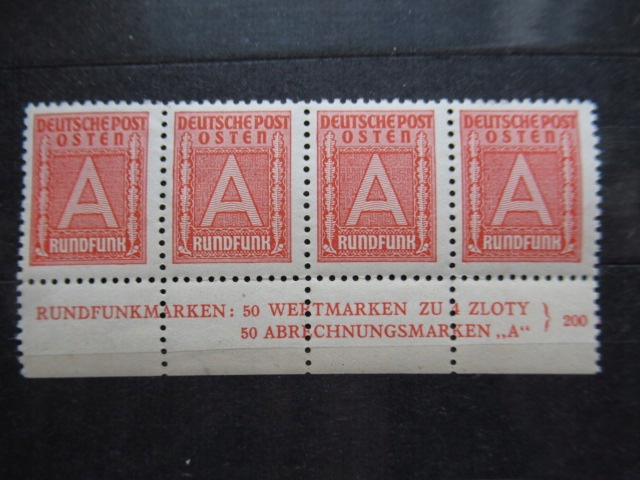 DEUTSCHE POST
OSTEN
A
RUNDFUNK
DEUTSCHE POST
OSTEN
A
RUNDFUNK
DEUTSCHE POST
OSTEN
A
RUNDFUNK
DEUTSCHE POST
OSTEN
A
RUNDFUNK
RUNDFUNKMARKEN: 50 WERTMARKEN ZU 4 ZLOTY
50 ABRECHNUNGSMARKEN „A“
} 200